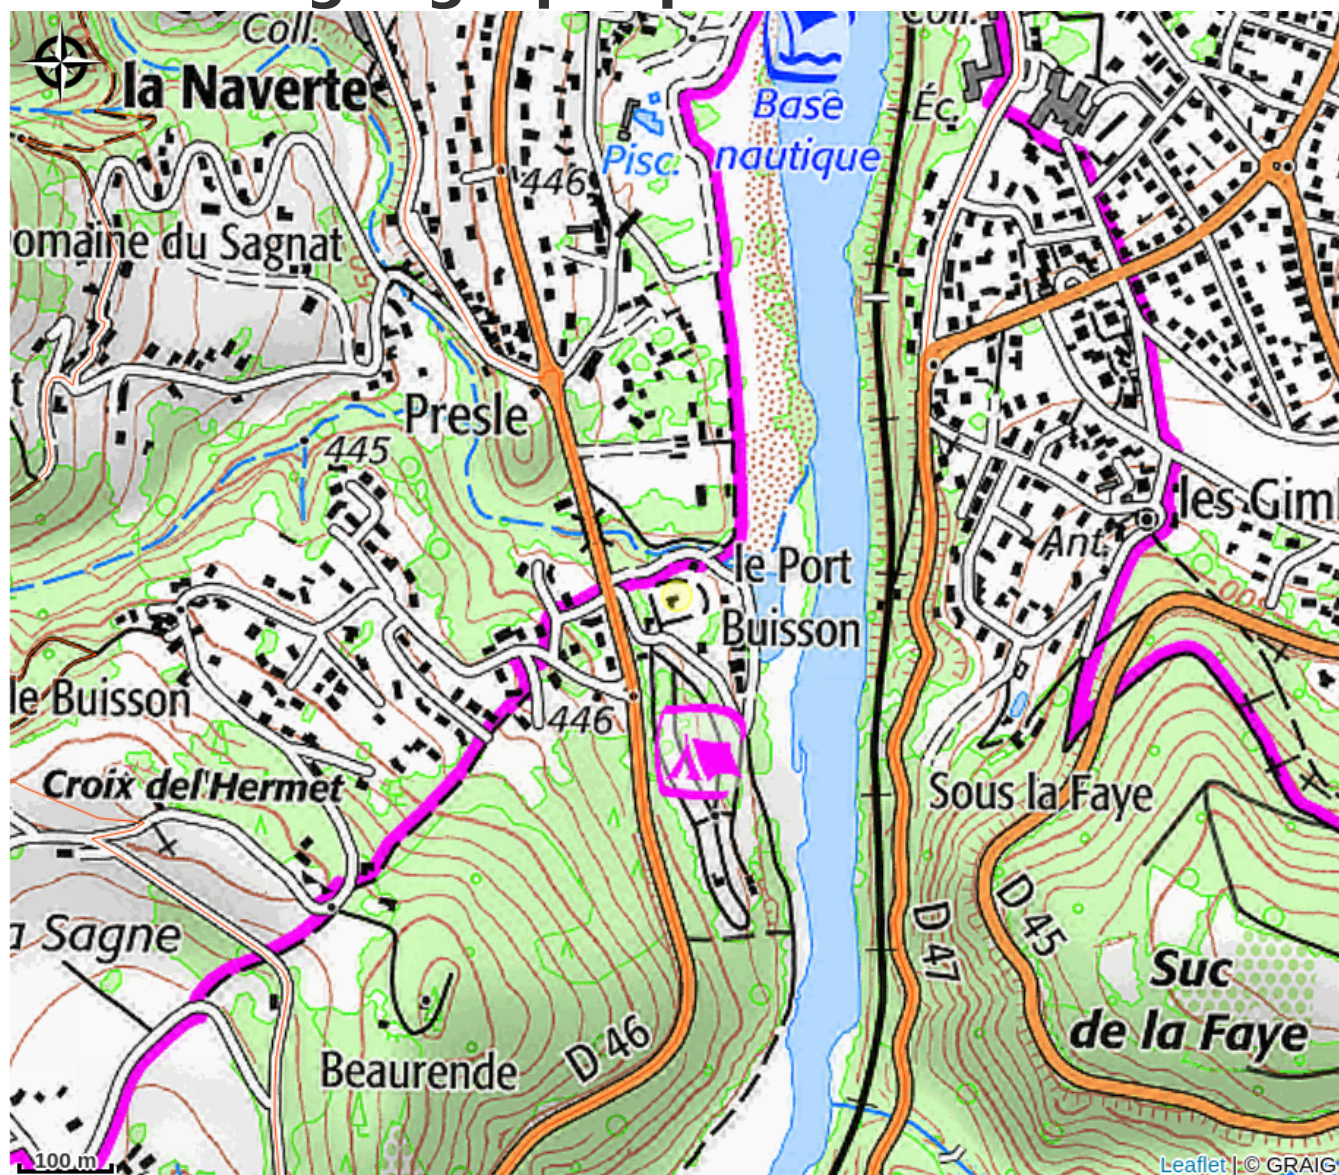 Coll.
Coll.
la Naverte
Base
nautique
Éc.
Pisc.
446
omaine du Sagnat
Presle
t
445
les Giml
Ant.
le Port
Buisson
le Buisson
446
Croix del'Hermet
Sous la Faye
D 45
D 47
a Sagne
Suc
de la Faye
D 46
Beaurende
100 m
Leaflet | © GRAIG